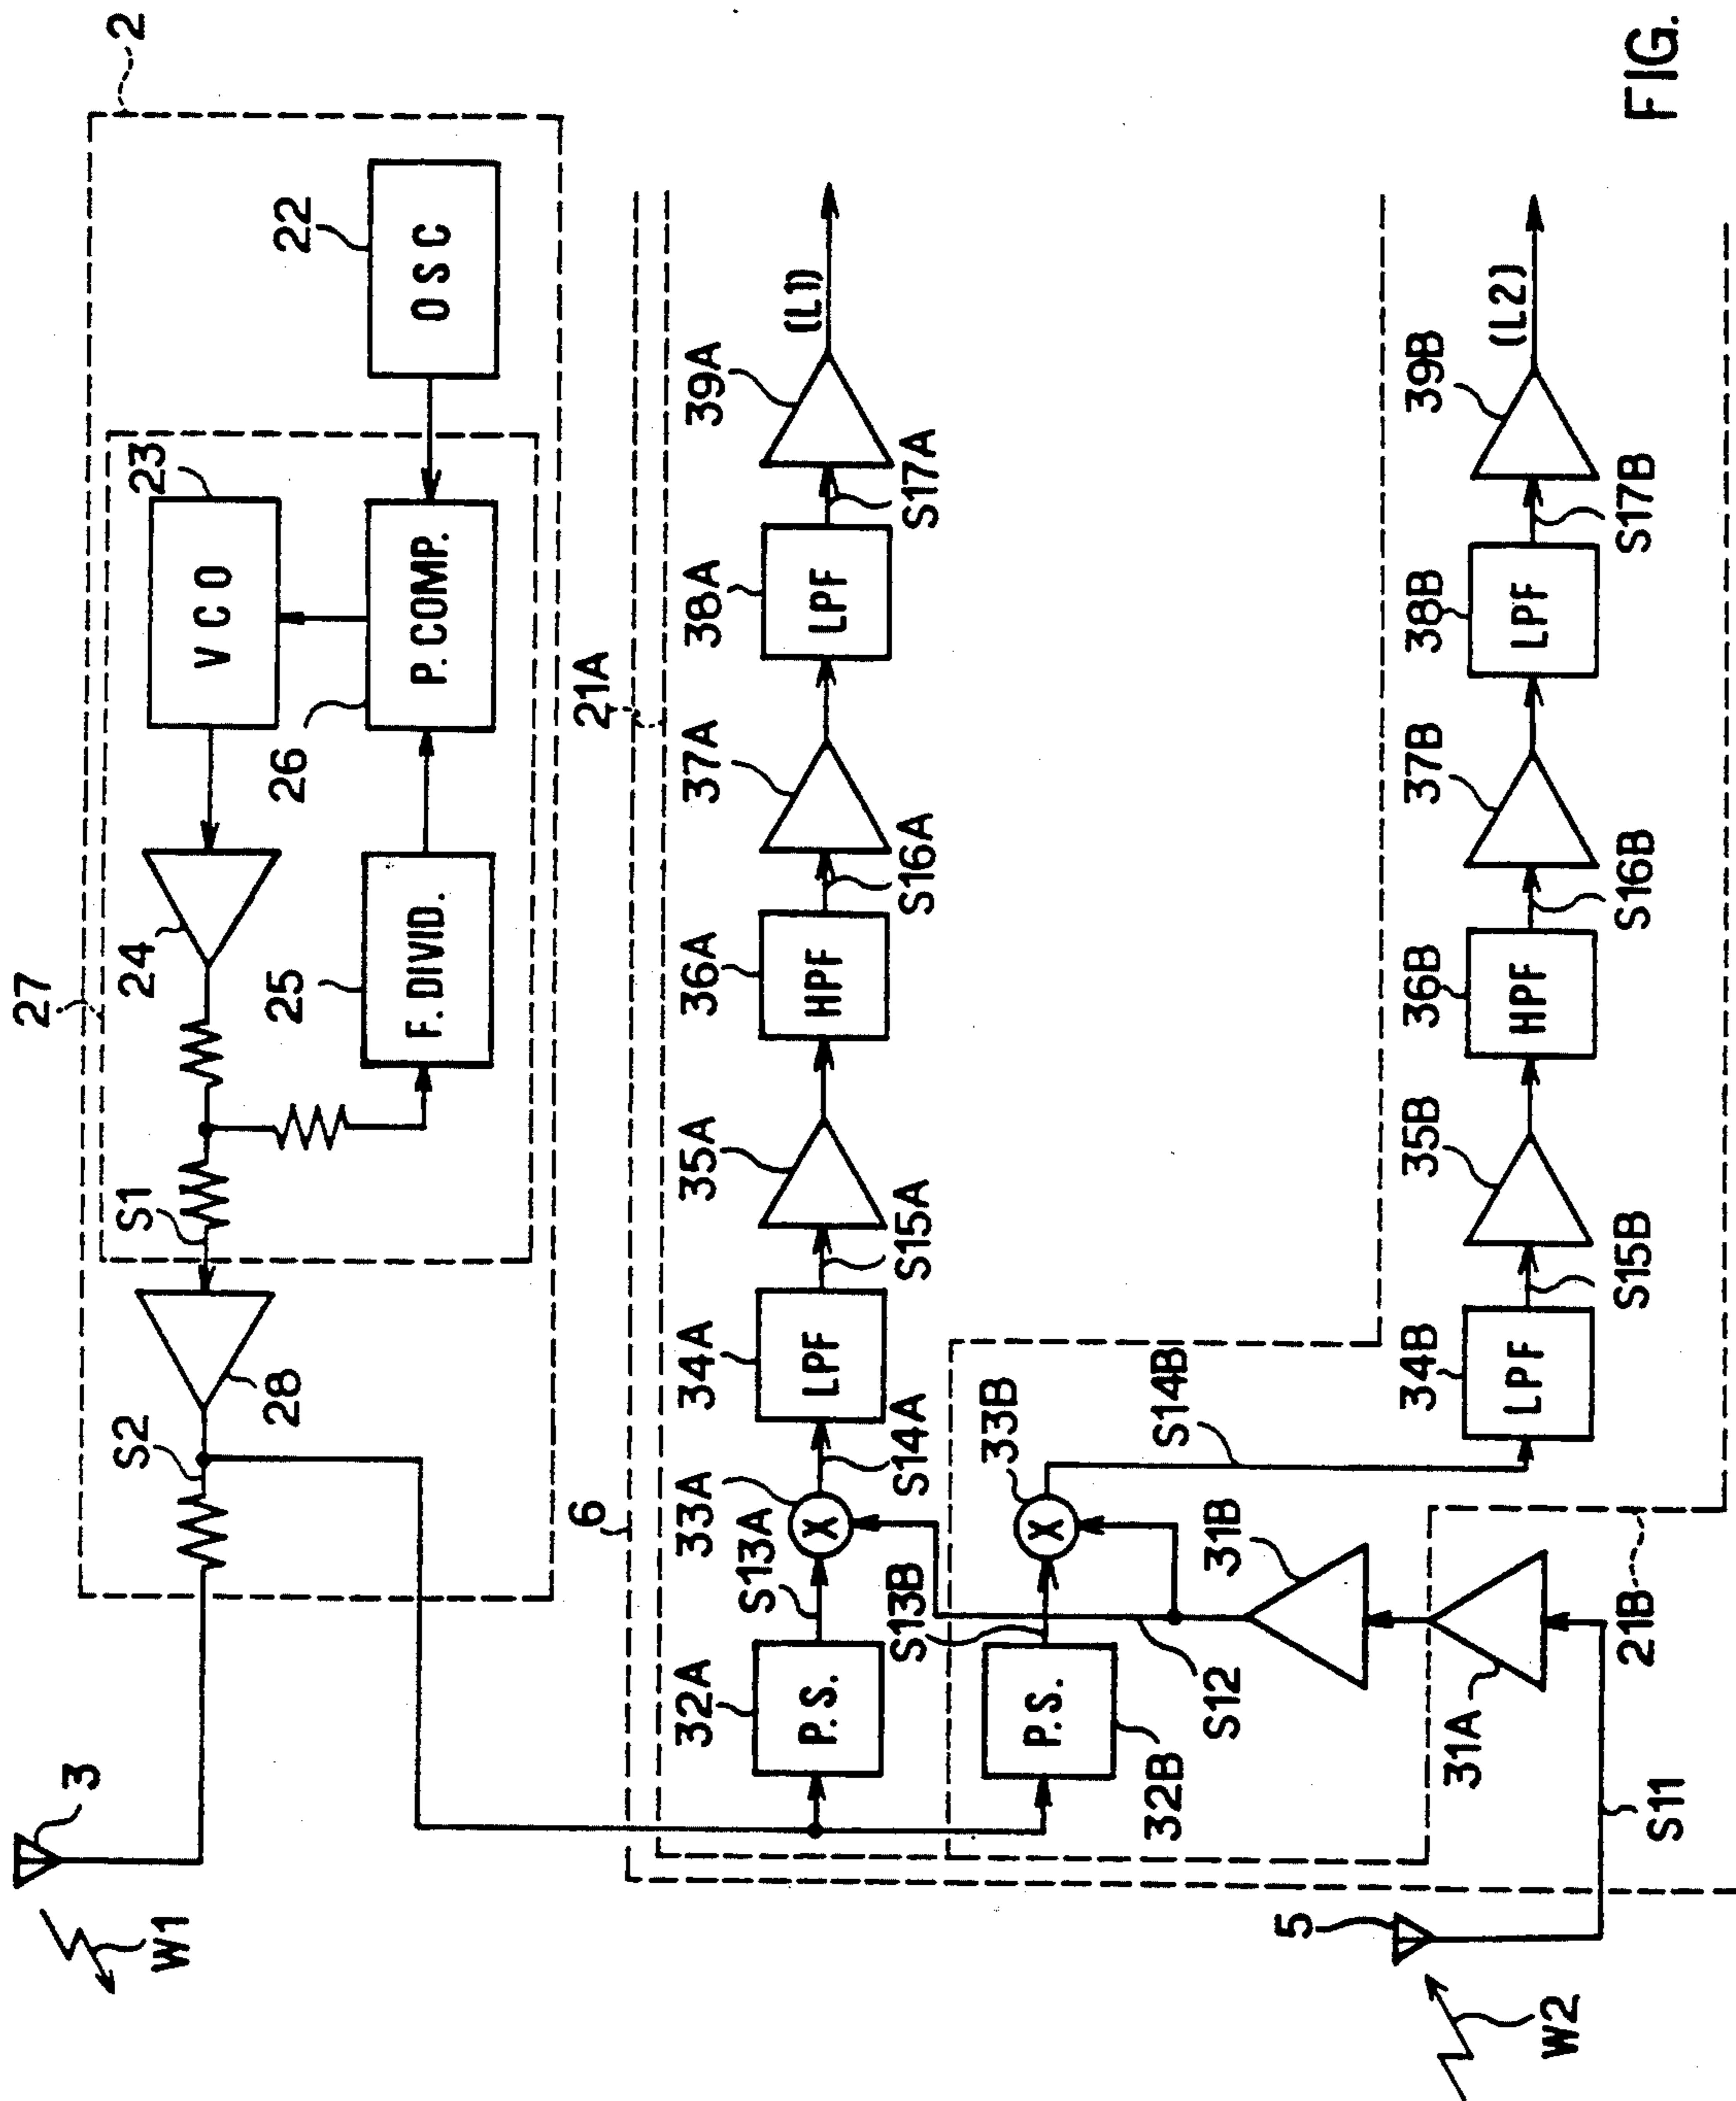 2
27
23
22
24
VCO
OSC
26
P. COMP.
25
F. DIVID.
S1
28
S2
3
W1
6
21A
32A
P.S.
S13A
33A
X
S14A
34A
LPF
S15A
35A
36A
HPF
S16A
37A
38A
LPF
S17A
39A
(L1)
32B
P.S.
S13B
33B
X
S14B
S12
31B
31A
21B
S11
5
W2
34B
LPF
S15B
35B
36B
HPF
S16B
37B
38B
LPF
S17B
39B
(L2)
FIG.